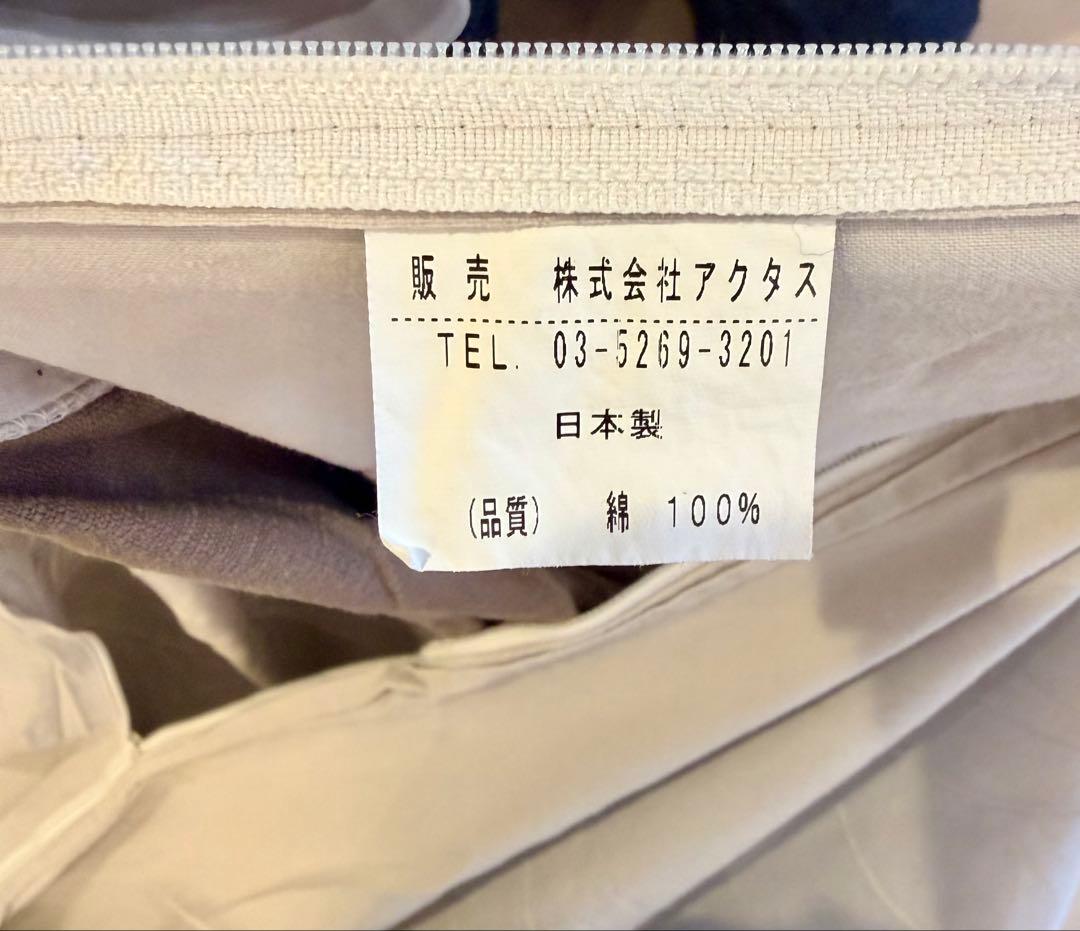 販売 株式会社アクタス
TEL. 03-5269-3201
日本製
(品質) 綿 100%